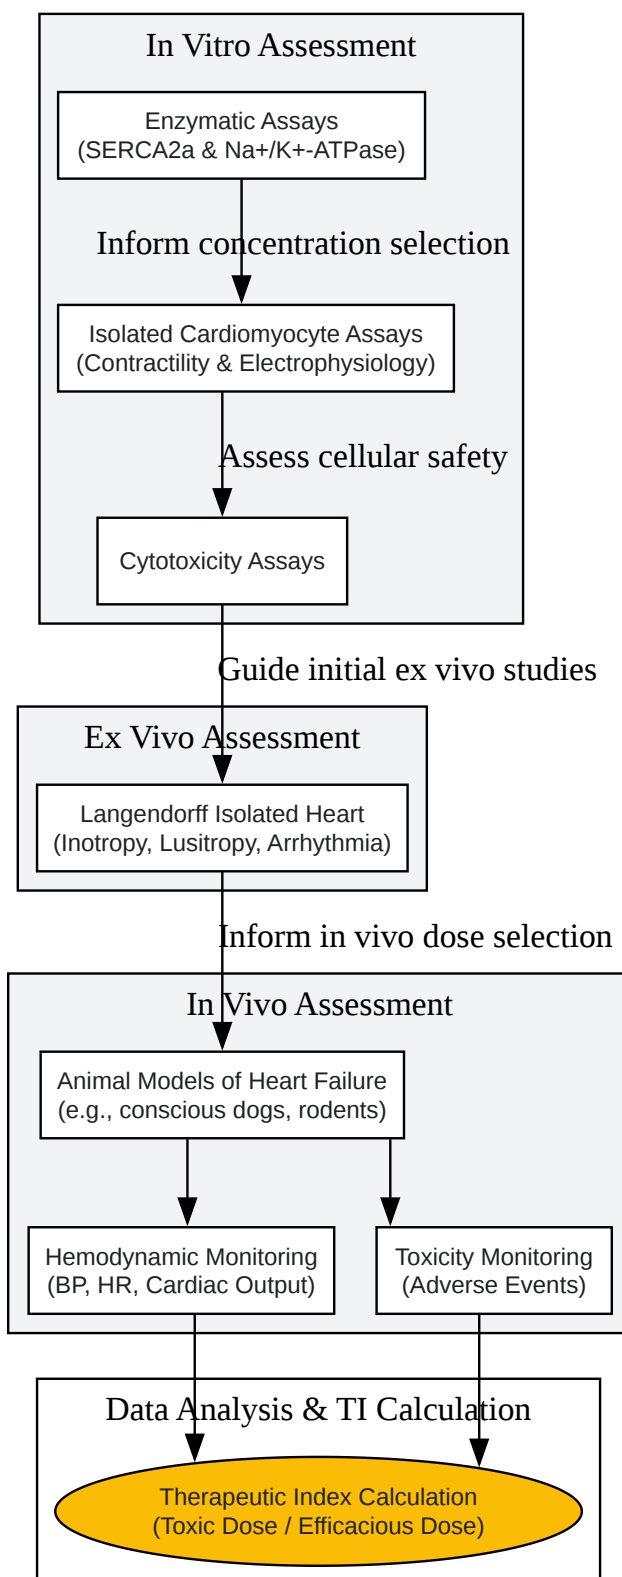 In Vitro Assessment
Enzymatic Assays
(SERCA2a & Na+/K+-ATPase)
Inform concentration selection
Isolated Cardiomyocyte Assays
(Contractility & Electrophysiology)
Assess cellular safety
Cytotoxicity Assays
Guide initial ex vivo studies
Ex Vivo Assessment
Langendorff Isolated Heart
(Inotropy, Lusitropy, Arrhythmia)
Inform in vivo dose selection
In Vivo Assessment
Animal Models of Heart Failure
(e.g., conscious dogs, rodents)
Hemodynamic Monitoring
(BP, HR, Cardiac Output)
Toxicity Monitoring
(Adverse Events)
Data Analysis & TI Calculation
Therapeutic Index Calculation
(Toxic Dose / Efficacious Dose)